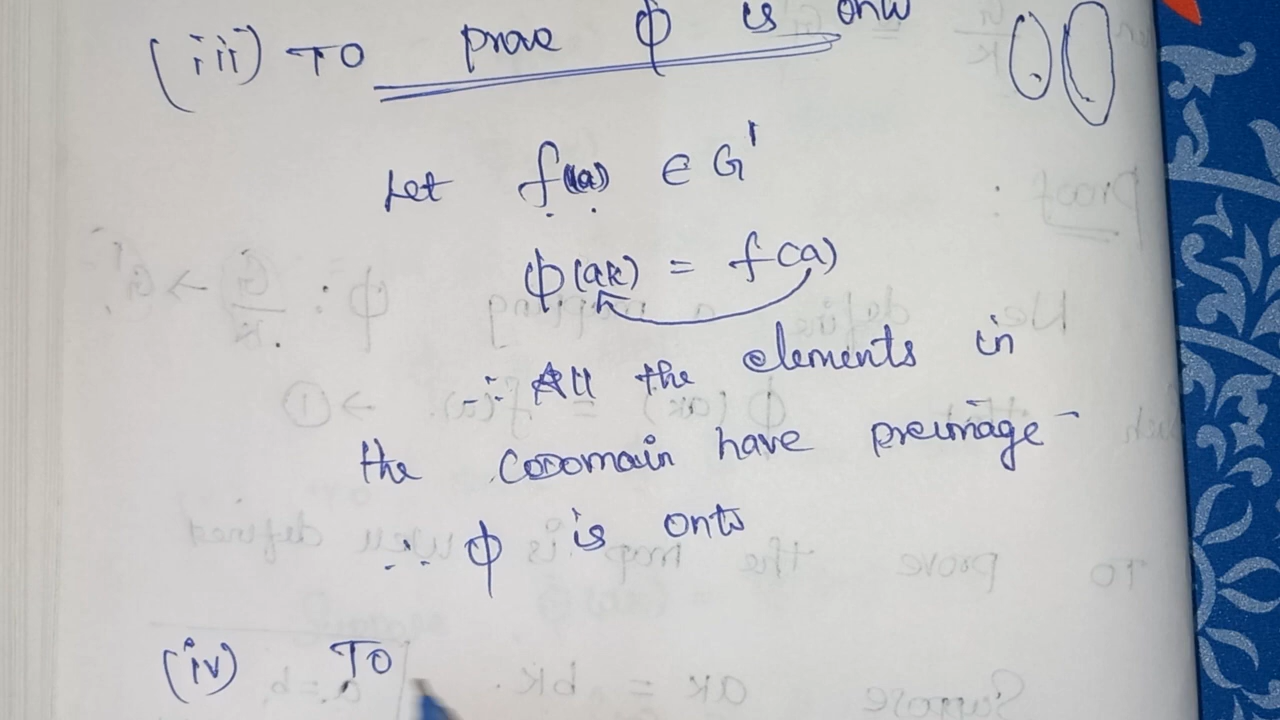 (iii) TO prove ϕ is onto
Let f(a) ∈ G'
ϕ(ak) = f(a)
∴ All the elements in
the codomain have preimage
∴ ϕ is onto
(iv) TO